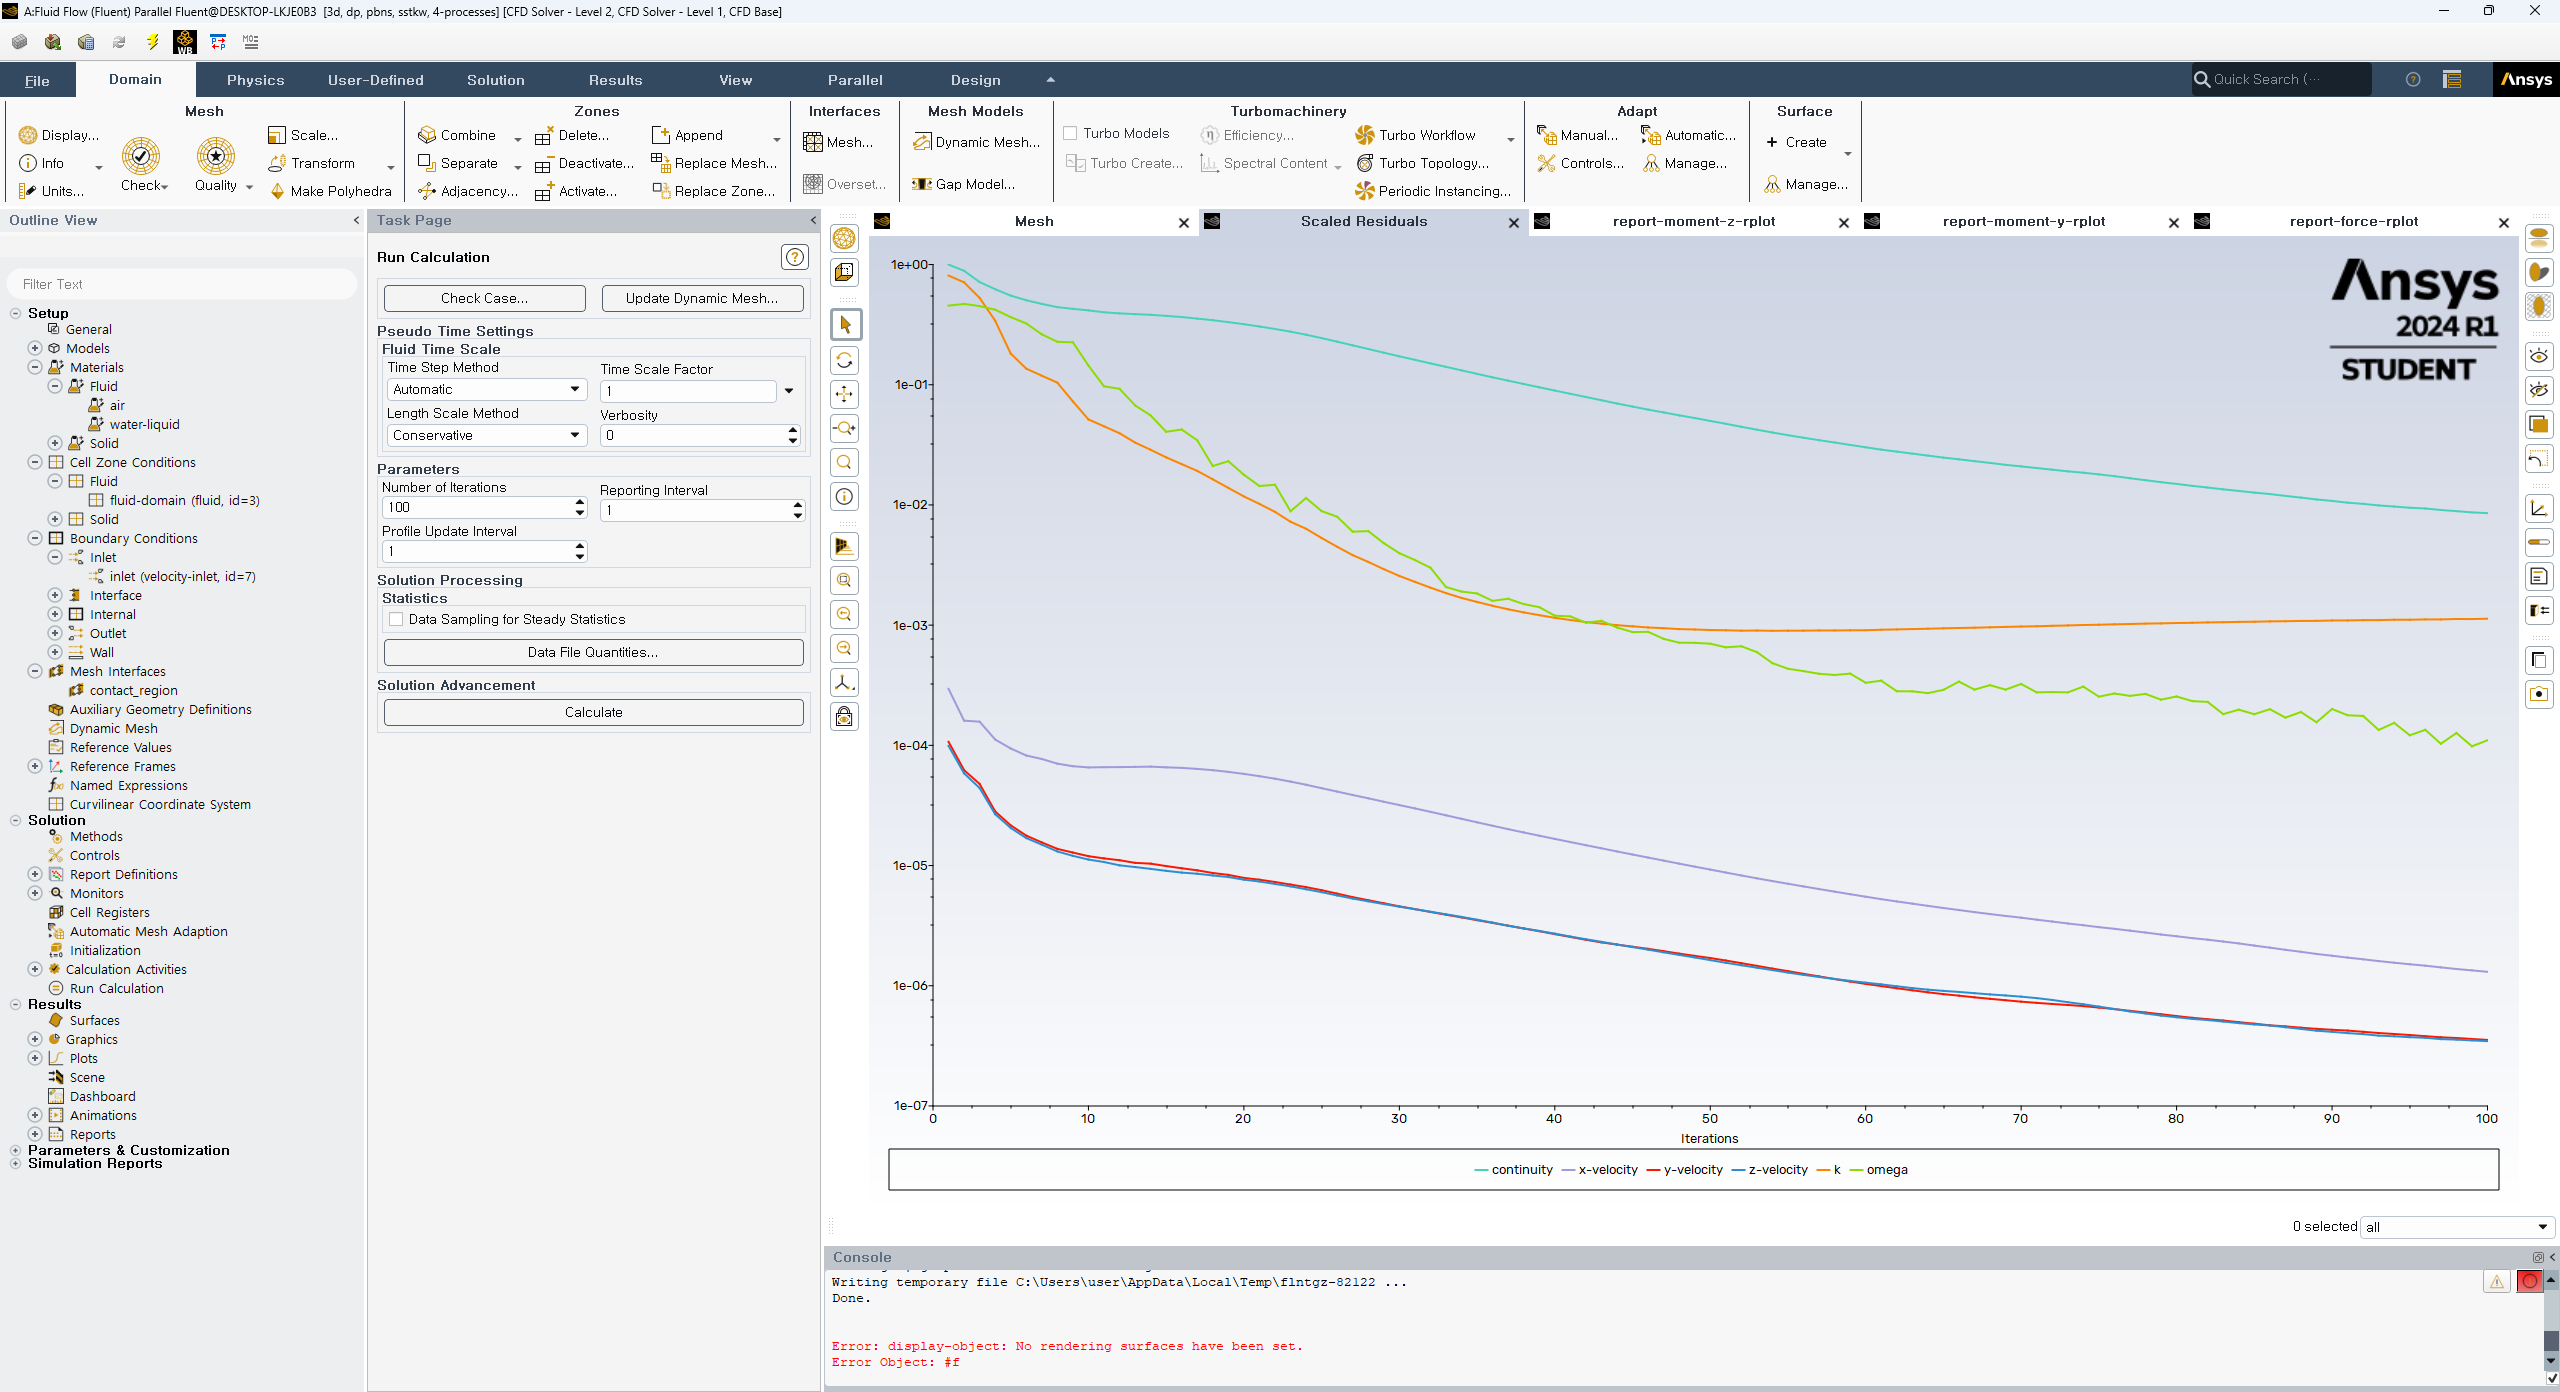 A:Fluid Flow (Fluent) Parallel Fluent@DESKTOP-LKJE0B3 [3d, dp, pbns, sstkw, 4-processes] [CFD Solver - Level 2, CFD Solver - Level 1, CFD Base]
File Domain Physics User-Defined Solution Results View Parallel Design Quick Search (··· Ansys
Mesh Zones Interfaces Mesh Models Turbomachinery Adapt Surface
Display... Scale... Combine Delete... Append Mesh... Dynamic Mesh... Turbo Models Efficiency... Turbo Workflow Manual... Automatic... Create
Info Transform Separate Deactivate... Replace Mesh... Turbo Create... Spectral Content Turbo Topology... Controls... Manage...
Check Quality Overset... Gap Model... Manage...
Units... Make Polyhedra Adjacency... Activate... Replace Zone... Periodic Instancing...
Outline View
Filter Text
Setup
General
Models
Materials
Fluid
air
water-liquid
Solid
Cell Zone Conditions
Fluid
fluid-domain (fluid, id=3)
Solid
Boundary Conditions
Inlet
inlet (velocity-inlet, id=7)
Interface
Internal
Outlet
Wall
Mesh Interfaces
contact_region
Auxiliary Geometry Definitions
Dynamic Mesh
Reference Values
Reference Frames
Named Expressions
Curvilinear Coordinate System
Solution
Methods
Controls
Report Definitions
Monitors
Cell Registers
Automatic Mesh Adaption
Initialization
Calculation Activities
Run Calculation
Results
Surfaces
Graphics
Plots
Scene
Dashboard
Animations
Reports
Parameters & Customization
Simulation Reports
Task Page
Run Calculation
Check Case... Update Dynamic Mesh...
Pseudo Time Settings
Fluid Time Scale
Time Step Method Time Scale Factor
Automatic 1
Length Scale Method Verbosity
Conservative 0
Parameters
Number of Iterations Reporting Interval
100 1
Profile Update Interval
1
Solution Processing
Statistics
Data Sampling for Steady Statistics
Data File Quantities...
Solution Advancement
Calculate
Mesh Scaled Residuals report-moment-z-rplot report-moment-y-rplot report-force-rplot
Ansys
2024 R1
STUDENT
1e+00
1e-01
1e-02
1e-03
1e-04
1e-05
1e-06
1e-07
0 10 20 30 40 50 60 70 80 90 100
Iterations
continuity x-velocity y-velocity z-velocity k omega
0 selected all
Console
Writing temporary file C:\Users\user\AppData\Local\Temp\flntgz-82122 ...
Done.
Error: display-object: No rendering surfaces have been set.
Error Object: #f